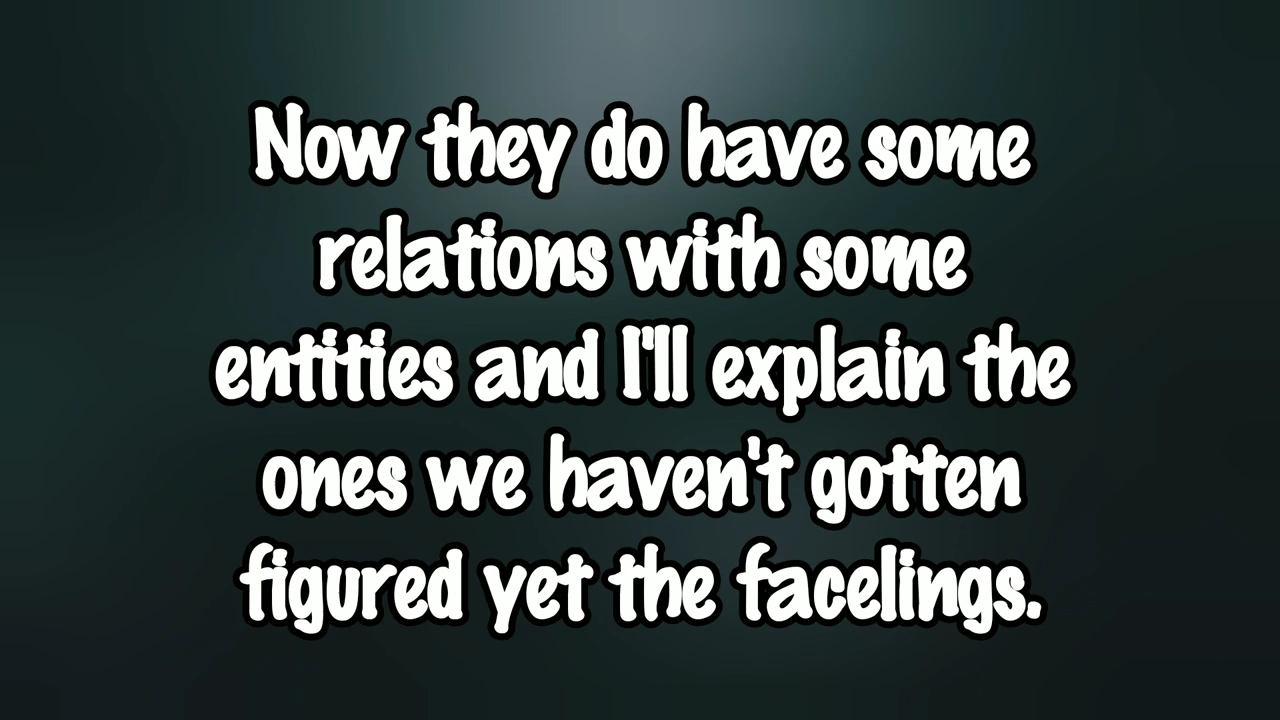 Now they do have some
relations with some
entities and I'll explain the
ones we haven't gotten
figured yet the facelings.